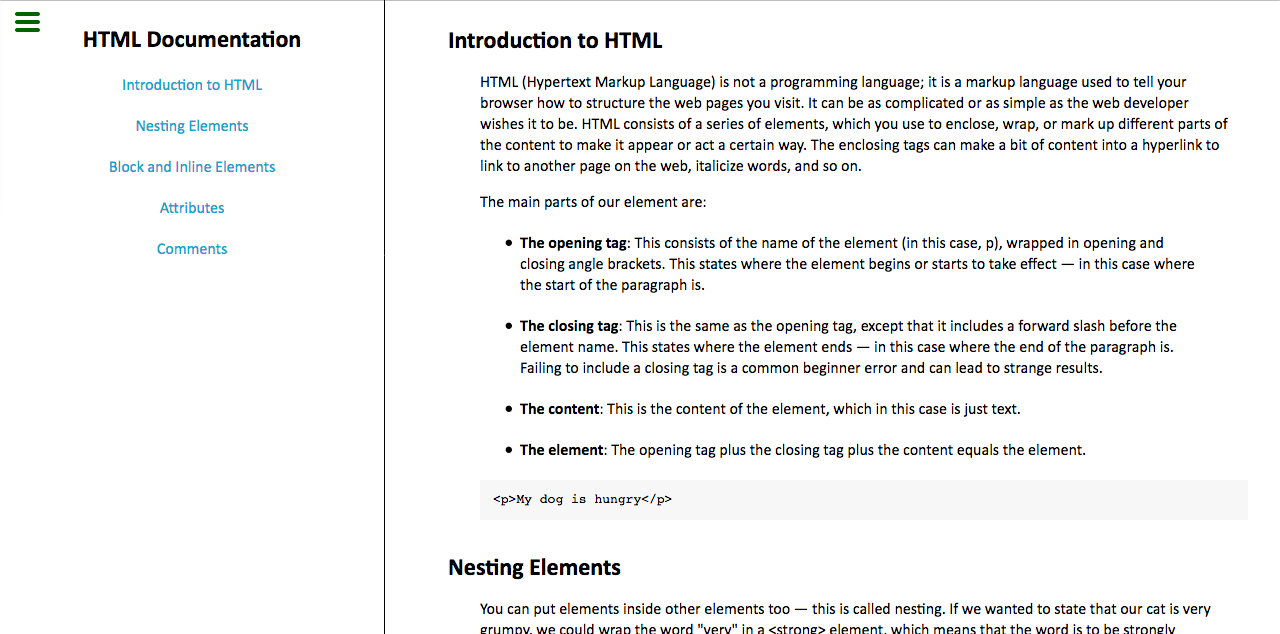 HTML Documentation
Introduction to HTML
Nesting Elements
Block and Inline Elements
Attributes
Comments
Introduction to HTML
HTML (Hypertext Markup Language) is not a programming language; it is a markup language used to tell your
browser how to structure the web pages you visit. It can be as complicated or as simple as the web developer
wishes it to be. HTML consists of a series of elements, which you use to enclose, wrap, or mark up different parts of
the content to make it appear or act a certain way. The enclosing tags can make a bit of content into a hyperlink to
link to another page on the web, italicize words, and so on.
The main parts of our element are:
• The opening tag: This consists of the name of the element (in this case, p), wrapped in opening and
closing angle brackets. This states where the element begins or starts to take effect — in this case where
the start of the paragraph is.
• The closing tag: This is the same as the opening tag, except that it includes a forward slash before the
element name. This states where the element ends — in this case where the end of the paragraph is.
Failing to include a closing tag is a common beginner error and can lead to strange results.
• The content: This is the content of the element, which in this case is just text.
• The element: The opening tag plus the closing tag plus the content equals the element.
<p>My dog is hungry</p>
Nesting Elements
You can put elements inside other elements too — this is called nesting. If we wanted to state that our cat is very
grumpy, we could wrap the word "very" in a <strong> element, which means that the word is to be strongly